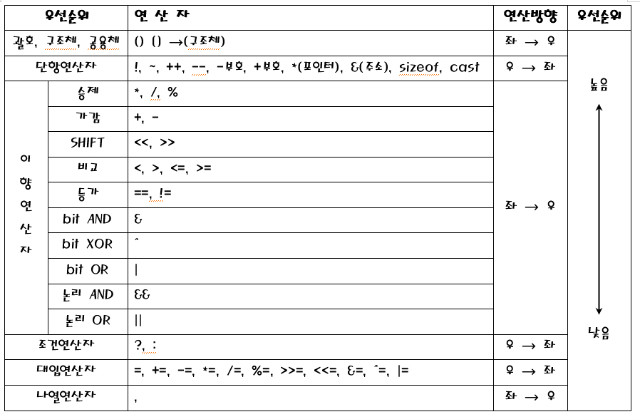 우선순위 연 산 자 연산방향 우선순위
괄호, 구조체, 공용체 () () →(구조체) 좌 → 우
단항연산자 !, ~, ++, --, -부호, +부호, *(포인터), &(주소), sizeof, cast 우 → 좌
높음
이항연산자
승제 *, /, %
가감 +, -
SHIFT <<, >>
비교 <, >, <=, >=
등가 ==, !=
좌 → 우
bit AND &
bit XOR ^
bit OR |
논리 AND &&
논리 OR ||
낮음
조건연산자 ?, : 우 → 좌
대입연산자 =, +=, -=, *=, /=, %=, >>=, <<=, &=, ^=, |= 우 → 좌
나열연산자 , 좌 → 우